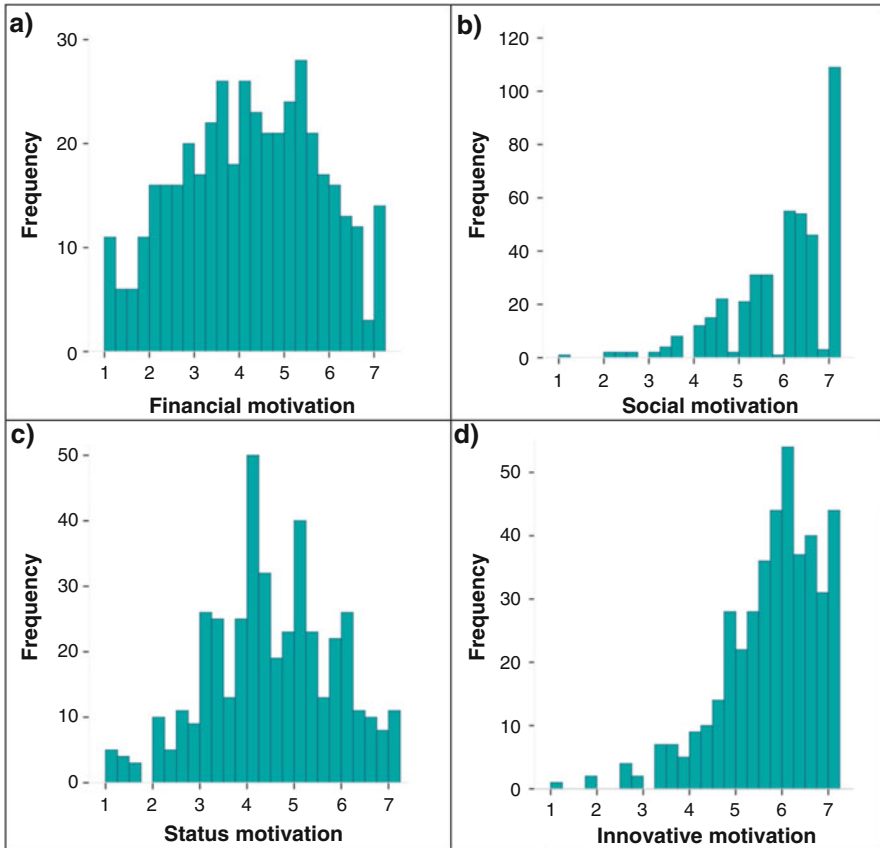 a)
30
20
10
0
Frequency
1 2 3 4 5 6 7
Financial motivation
b)
120
100
80
60
40
20
0
Frequency
1 2 3 4 5 6 7
Social motivation
c)
50
40
30
20
10
0
Frequency
1 2 3 4 5 6 7
Status motivation
d)
50
40
30
20
10
0
Frequency
1 2 3 4 5 6 7
Innovative motivation